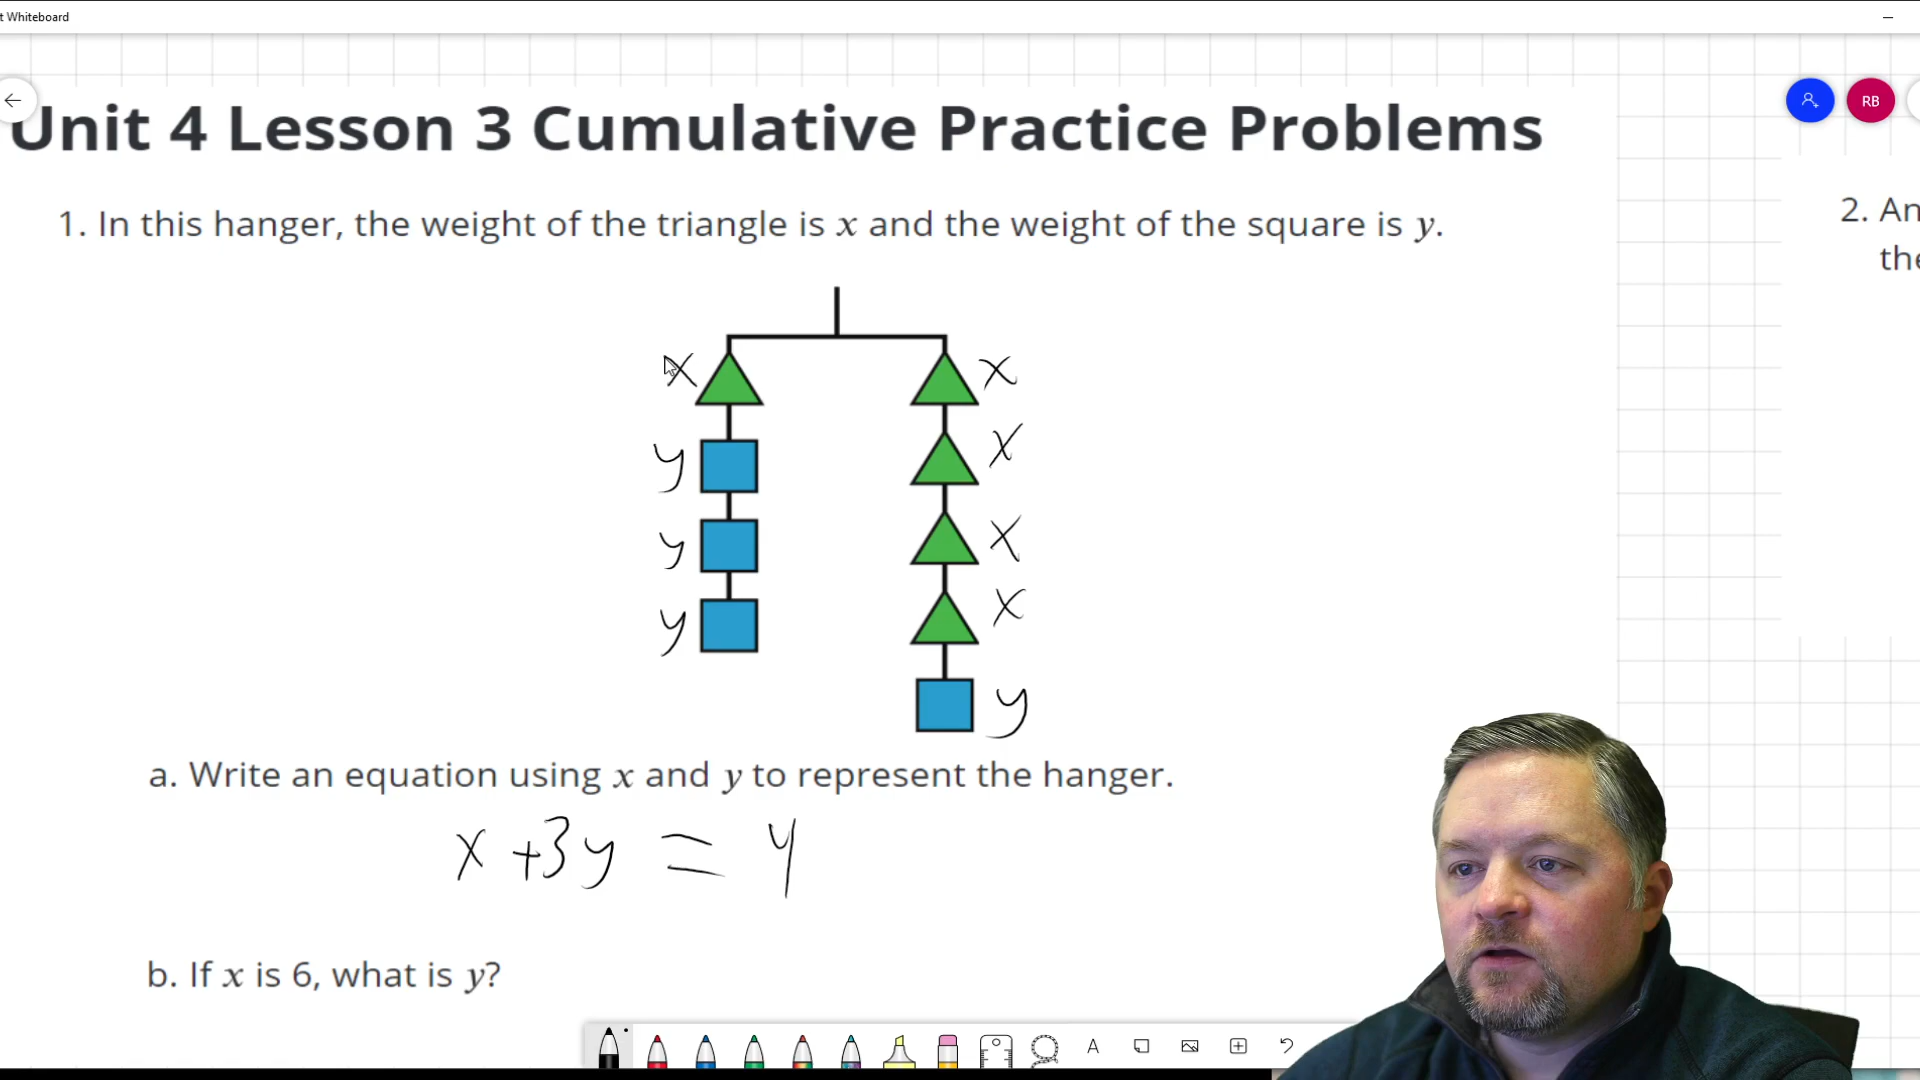 t Whiteboard
Unit 4 Lesson 3 Cumulative Practice Problems
RB
1. In this hanger, the weight of the triangle is x and the weight of the square is y.
2. An
the
x
x
y
x
y
x
y
x
y
a. Write an equation using x and y to represent the hanger.
x + 3y = 4
b. If x is 6, what is y?
A